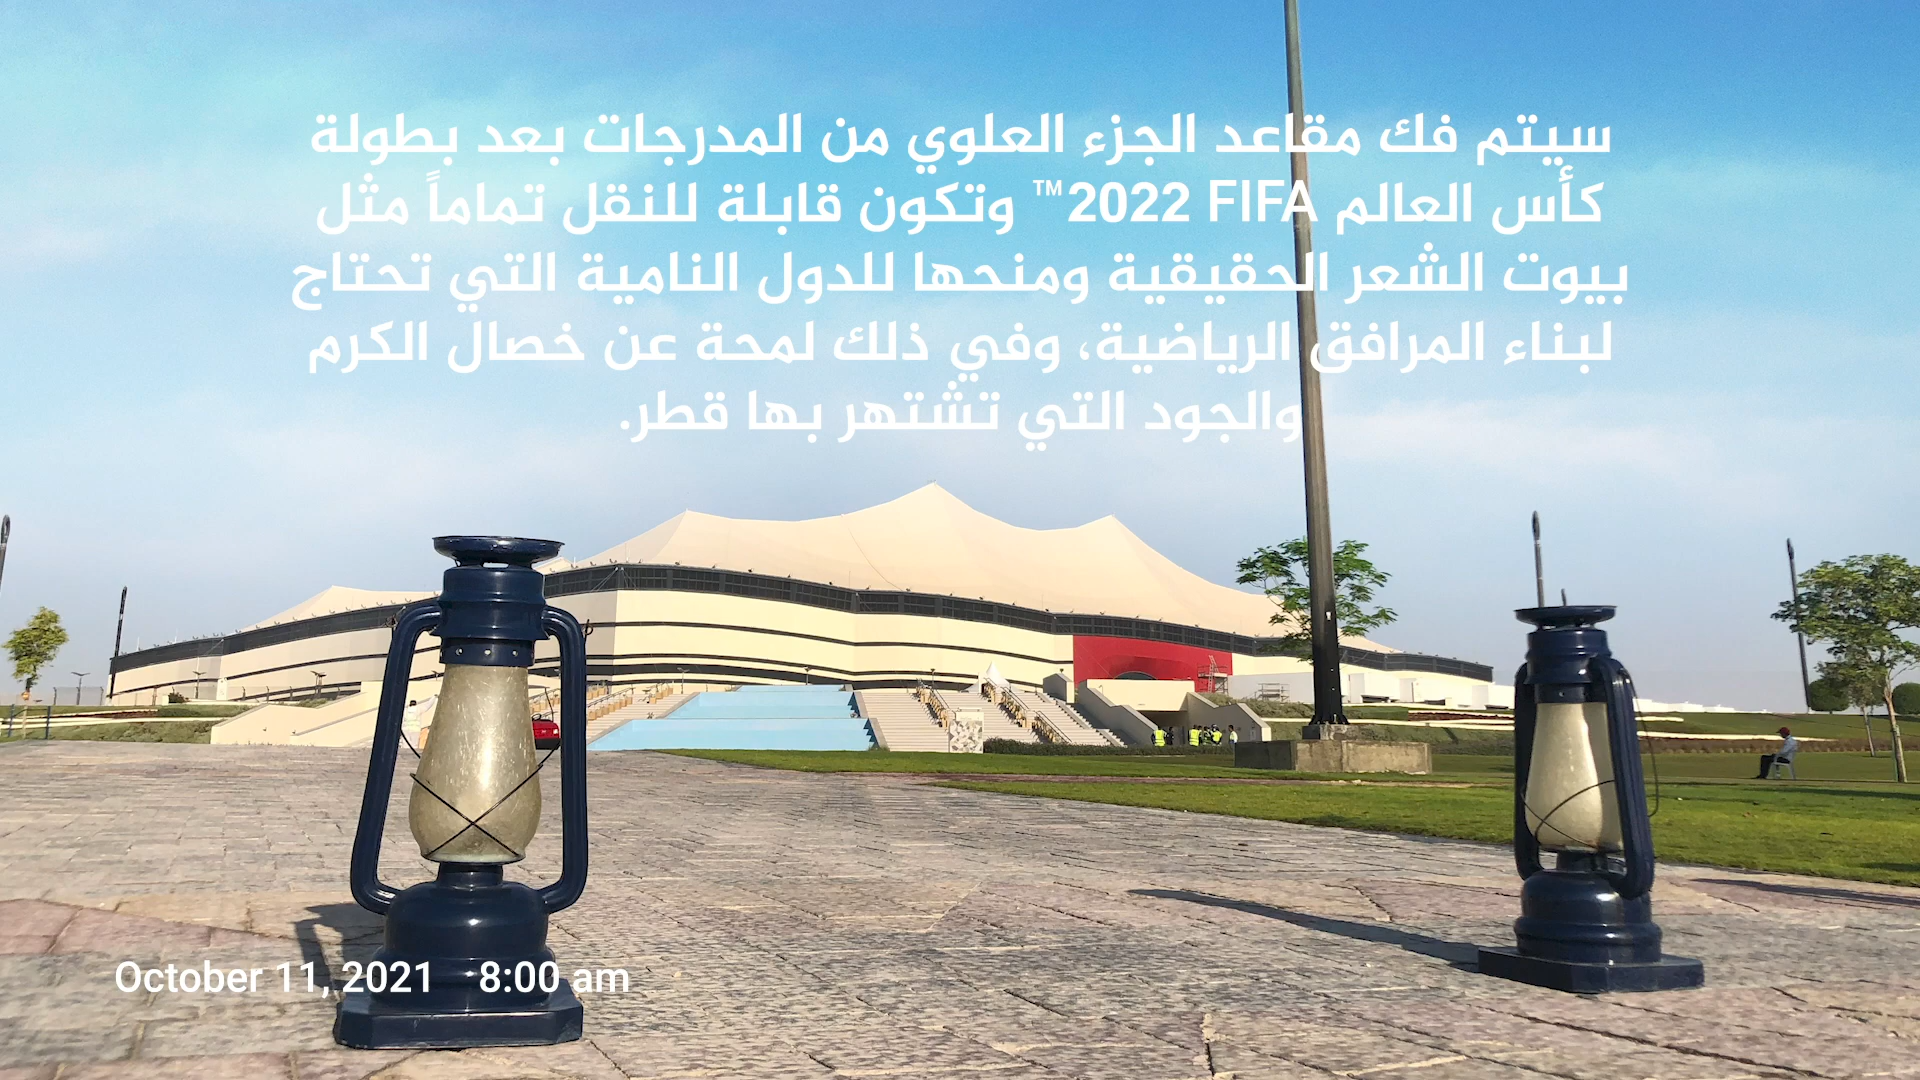 سيتم فك مقاعد الجزء العلوي من المدرجات بعد بطولة
كأس العالم FIFA 2022™ وتكون قابلة للنقل تماماً مثل
بيوت الشعر الحقيقية ومنحها للدول النامية التي تحتاج
لبناء المرافق الرياضية، وفي ذلك لمحة عن خصال الكرم
والجود التي تشتهر بها قطر.
October 11, 2021 8:00 am